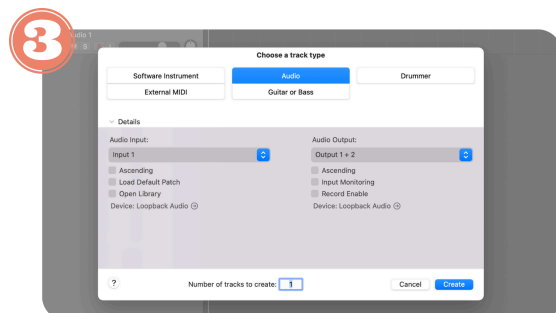 3
Audio 1
Choose a track type
Software Instrument
Audio
Drummer
External MIDI
Guitar or Bass
Details
Audio Input:
Audio Output:
Input 1
Output 1 + 2
Ascending
Ascending
Load Default Patch
Input Monitoring
Open Library
Record Enable
Device: Loopback Audio
Device: Loopback Audio
?
Number of tracks to create: 1
Cancel
Create